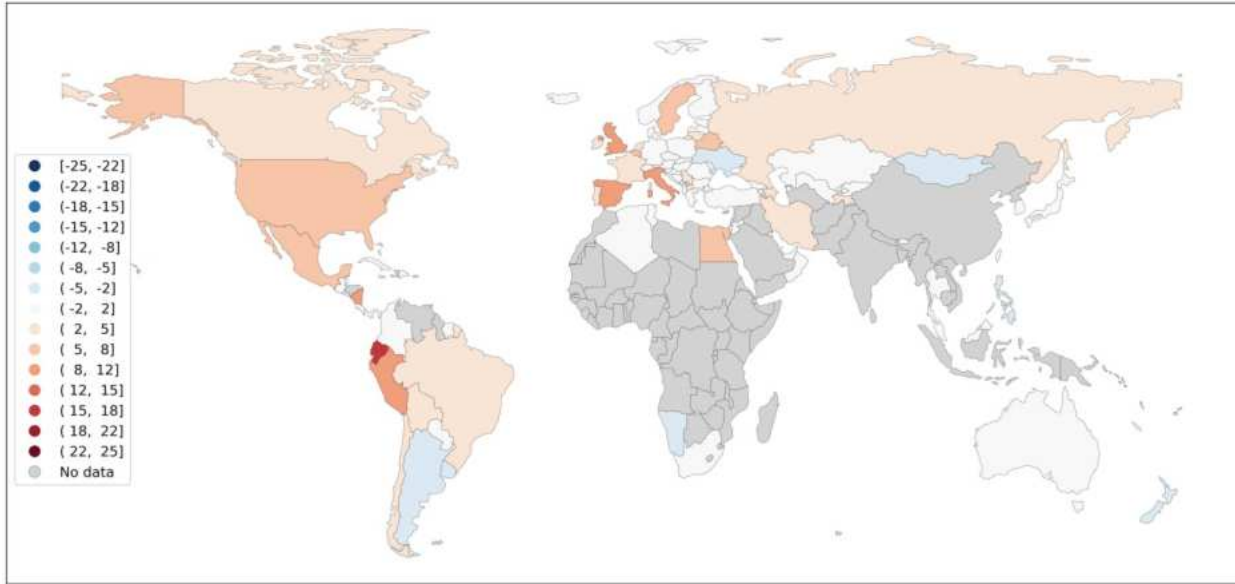 [-25, -22]
(-22, -18]
(-18, -15]
(-15, -12]
(-12, -8]
(-8, -5]
(-5, -2]
(-2, 2]
( 2, 5]
( 5, 8]
( 8, 12]
( 12, 15]
( 15, 18]
( 18, 22]
( 22, 25]
No data